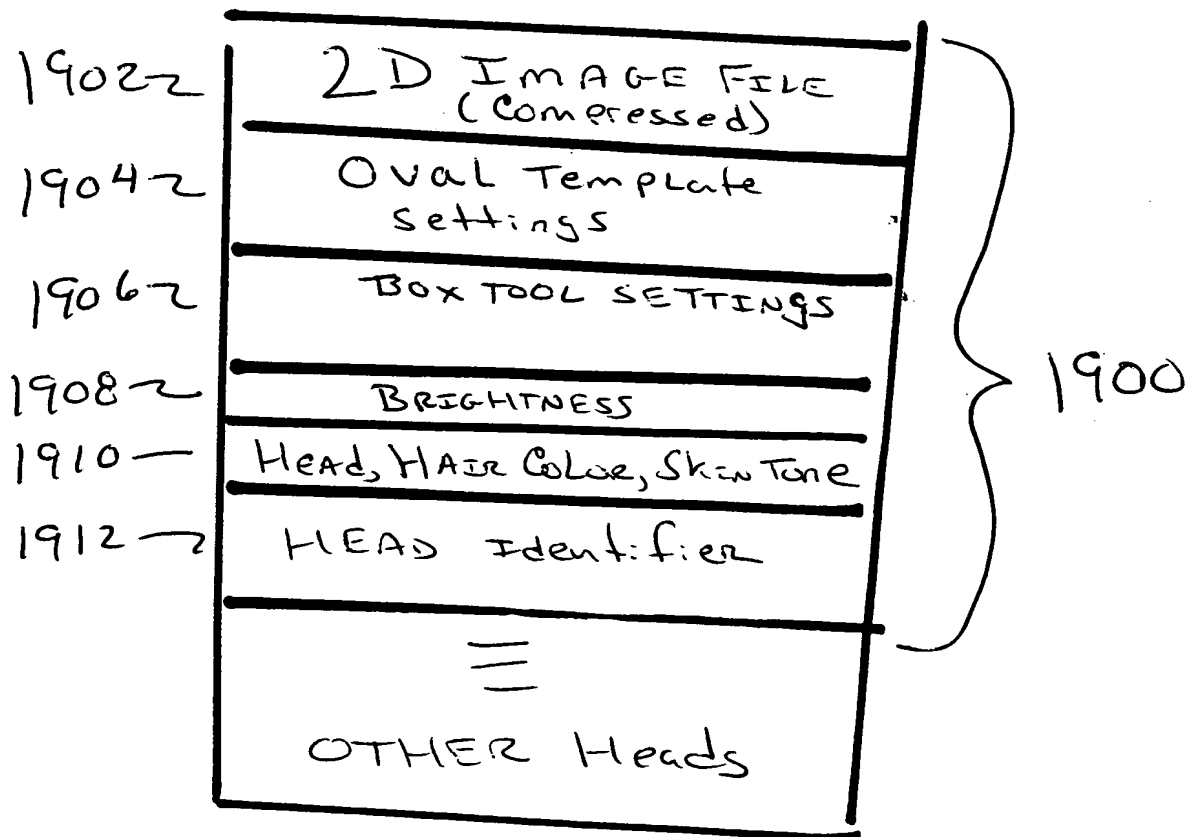 1902 2D IMAGE FILE
(Compressed)
1904 Oval Template
settings
1906 BOX TOOL SETTINGS
1908 BRIGHTNESS
1910 Head, HAIR Color, Skin Tone
1912 HEAD Identifier
1900
OTHER Heads